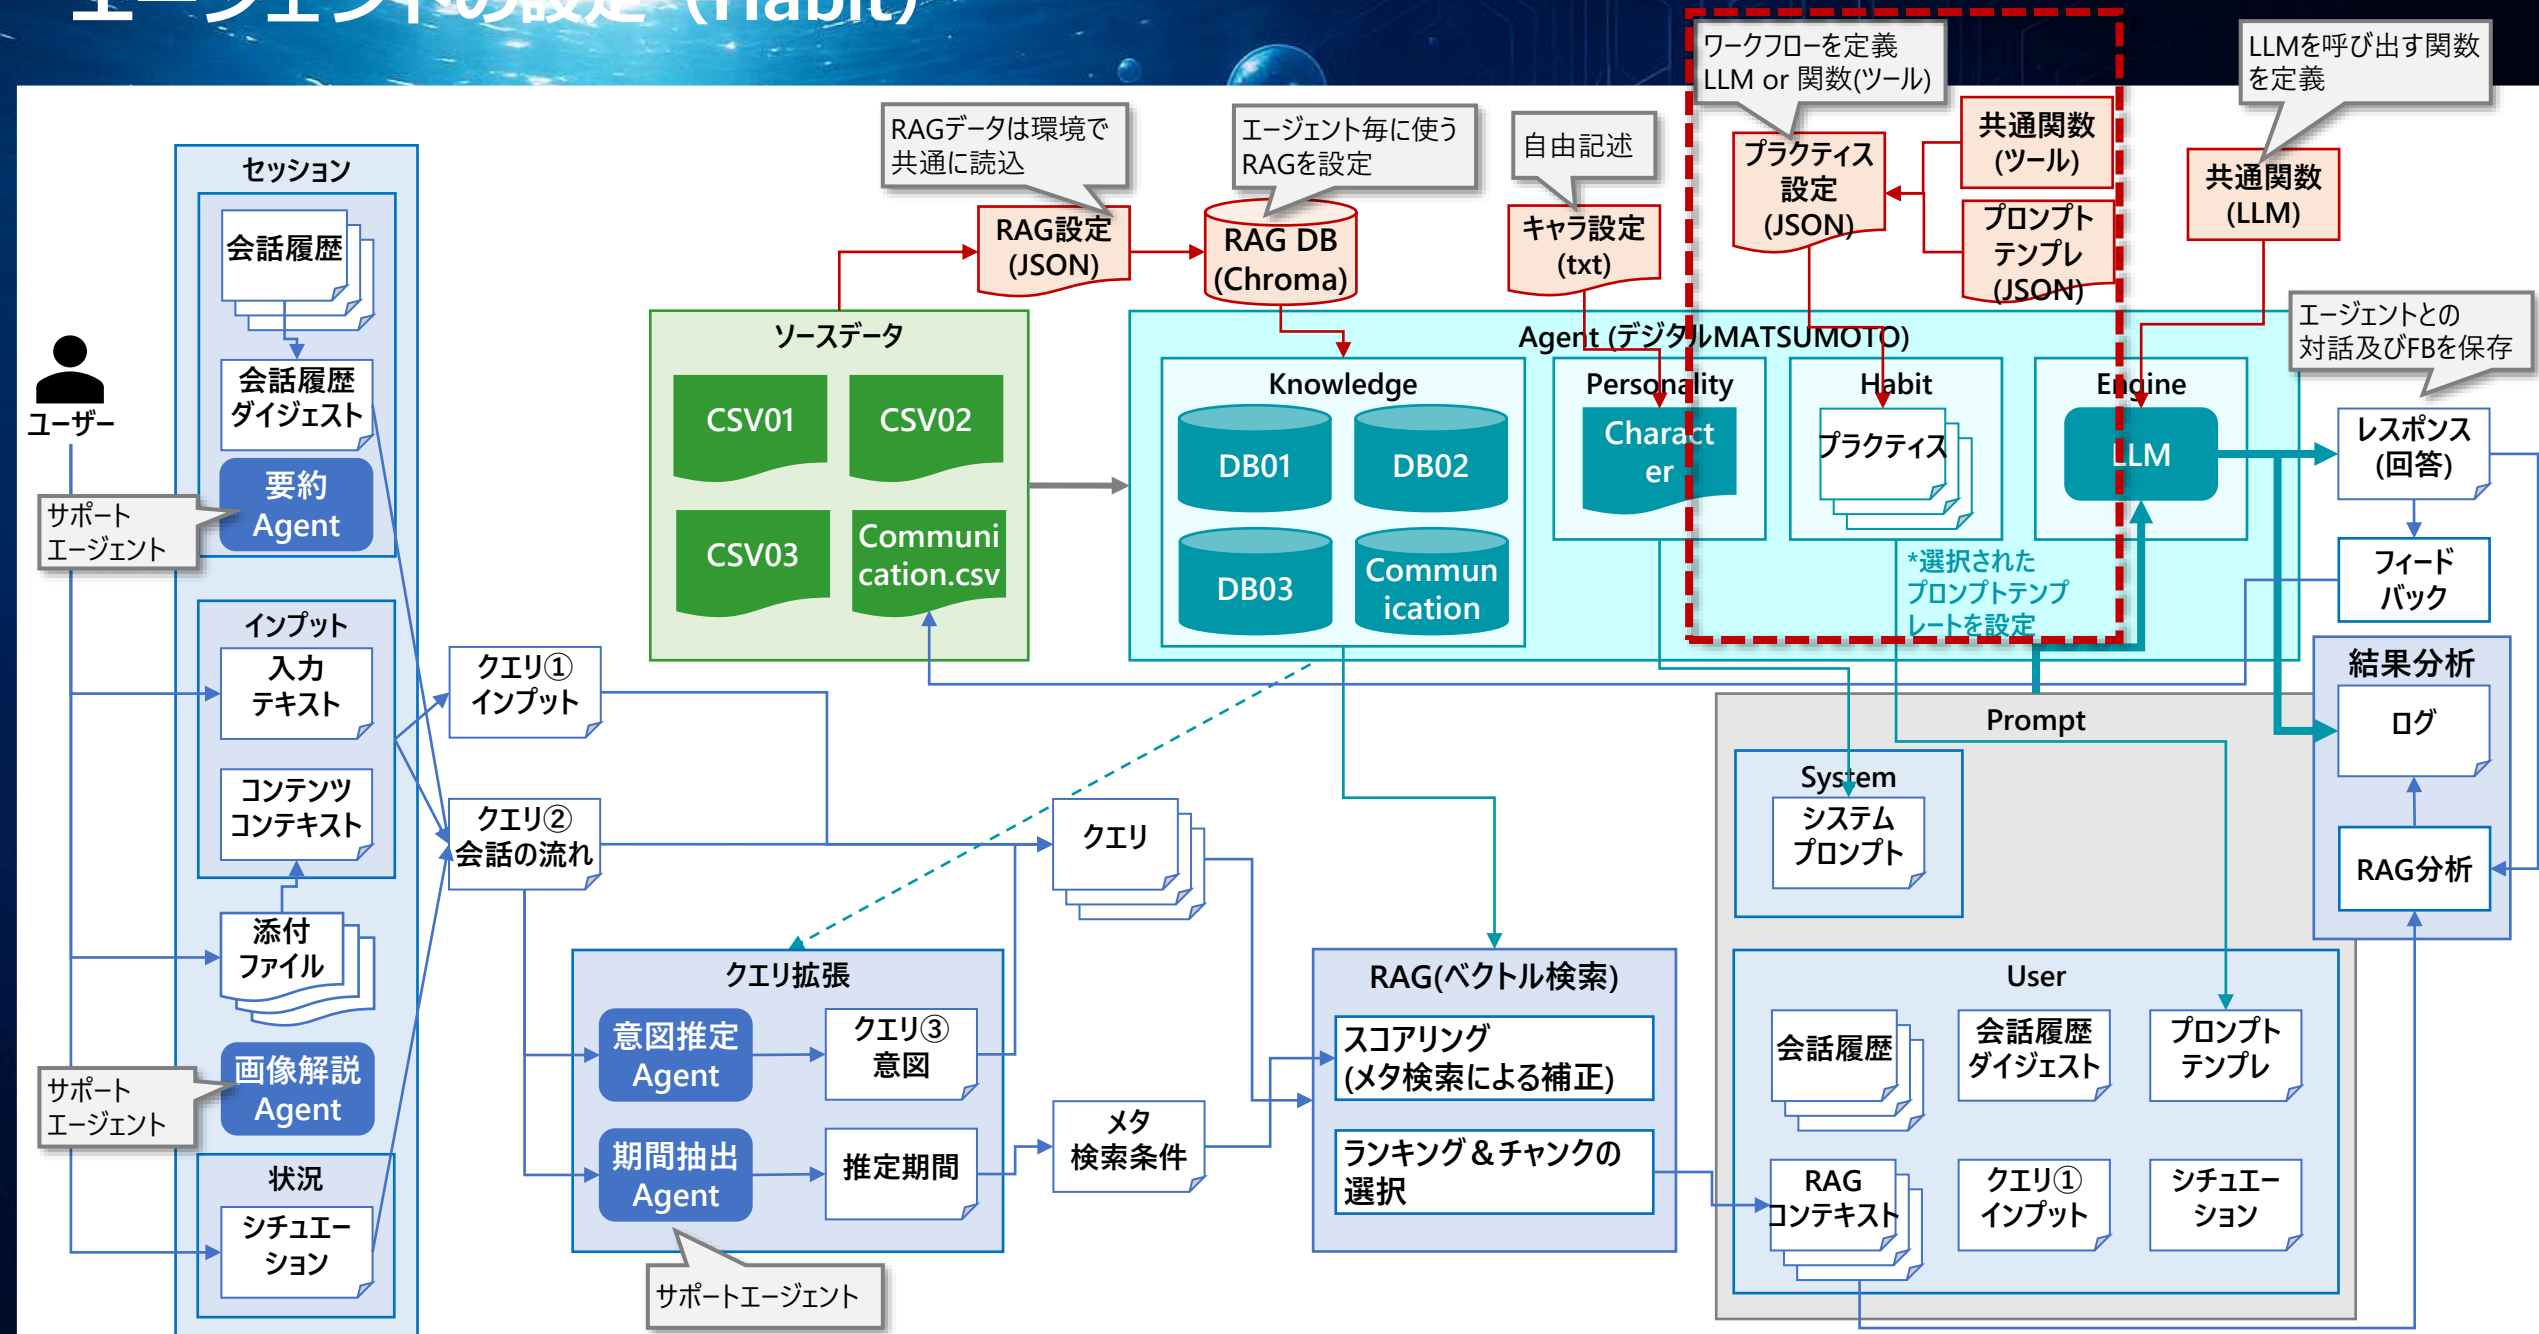 エージェントの設定（Habit）
ワークフローを定義
LLM or 関数(ツール)
LLMを呼び出す関数
を定義
RAGデータは環境で
共通に読込
エージェント毎に使う
RAGを設定
自由記述
プラクティス
設定
(JSON)
共通関数
(ツール)
プロンプト
テンプレ
(JSON)
共通関数
(LLM)
RAG設定
(JSON)
RAG DB
(Chroma)
キャラ設定
(txt)
エージェントとの
対話及びFBを保存
セッション
会話履歴
会話履歴
ダイジェスト
要約
Agent
サポート
エージェント
ユーザー
インプット
入力
テキスト
コンテンツ
コンテキスト
添付
ファイル
画像解説
Agent
サポート
エージェント
状況
シチュエー
ション
ソースデータ
CSV01
CSV02
CSV03
Communi
cation.csv
Agent (デジタルMATSUMOTO)
Knowledge
DB01
DB02
DB03
Commun
ication
Personality
Charact
er
Habit
プラクティス
*選択された
プロンプトテンプ
レートを設定
Engine
LLM
レスポンス
(回答)
フィード
バック
結果分析
ログ
RAG分析
クエリ①
インプット
クエリ②
会話の流れ
クエリ
クエリ拡張
意図推定
Agent
クエリ③
意図
期間抽出
Agent
推定期間
サポートエージェント
メタ
検索条件
RAG(ベクトル検索)
スコアリング
(メタ検索による補正)
ランキング＆チャンクの
選択
Prompt
System
システム
プロンプト
User
会話履歴
会話履歴
ダイジェスト
プロンプト
テンプレ
RAG
コンテキスト
クエリ①
インプット
シチュエー
ション